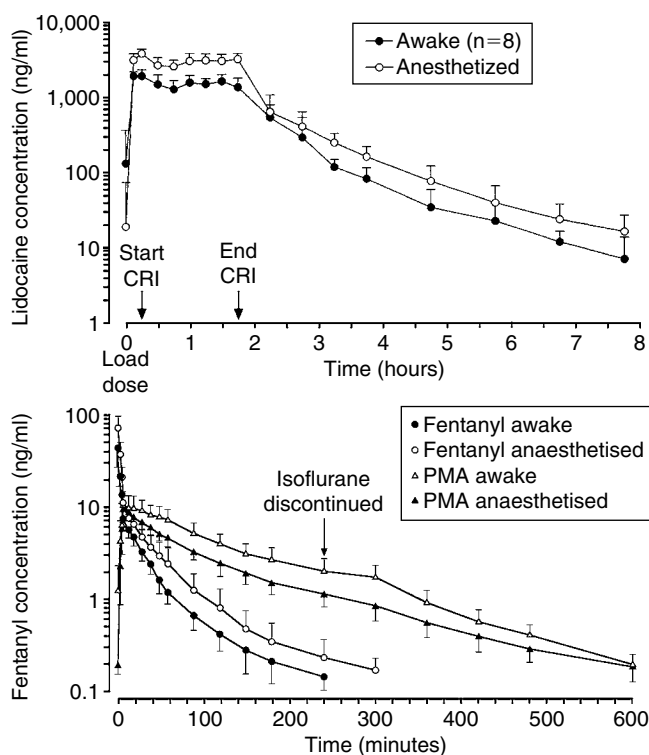 10,000
1,000
100
10
1
Lidocaine concentration (ng/ml)
Awake (n=8)
Anesthetized
Start
CRI
End
CRI
0 1 2 3 4 5 6 7 8
Load
dose
Time (hours)
100
10
1
0.1
Fentanyl concentration (ng/ml)
Fentanyl awake
Fentanyl anaesthetised
PMA awake
PMA anaesthetised
Isoflurane
discontinued
0 100 200 300 400 500 600
Time (minutes)